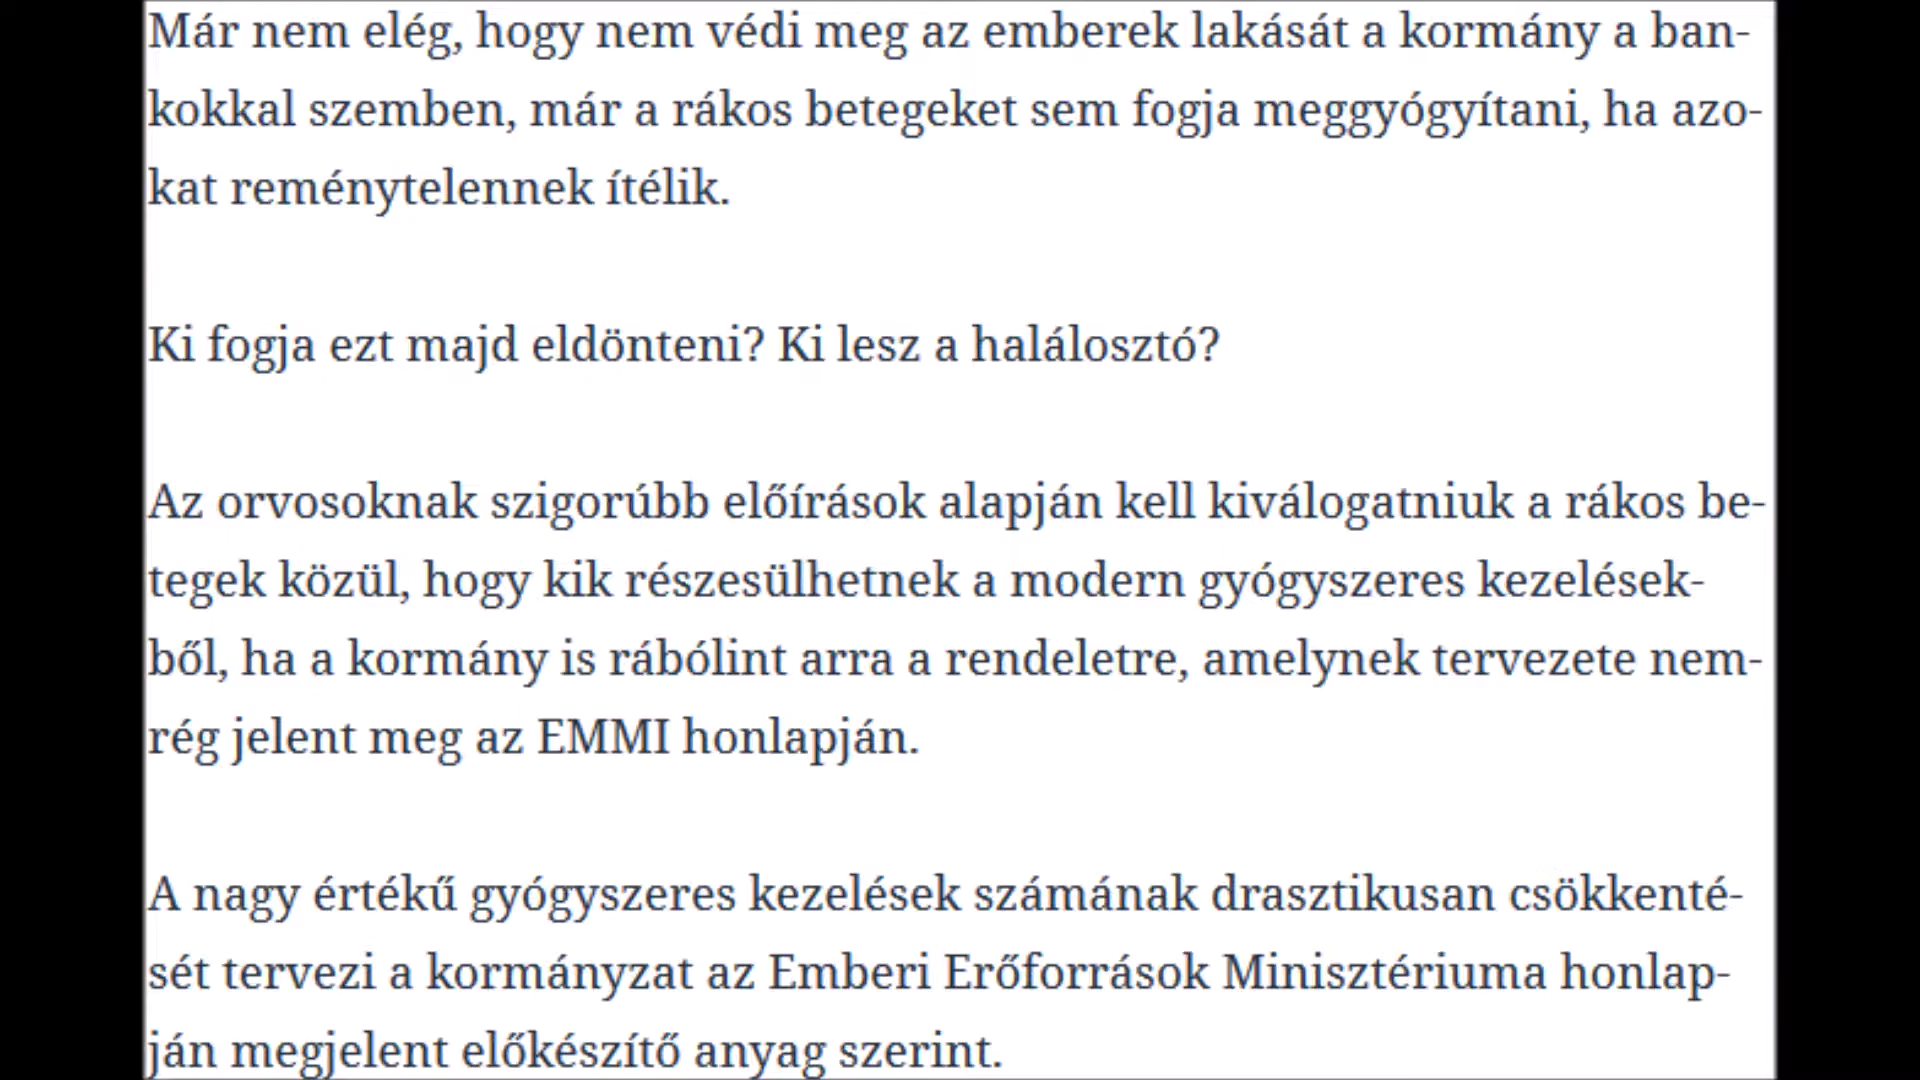 Már nem elég, hogy nem védi meg az emberek lakását a kormány a ban-
kokkal szemben, már a rákos betegeket sem fogja meggyógyítani, ha azo-
kat reménytelennek ítélik.
Ki fogja ezt majd eldönteni? Ki lesz a halálosztó?
Az orvosoknak szigorúbb előírások alapján kell kiválogatniuk a rákos be-
tegek közül, hogy kik részesülhetnek a modern gyógyszeres kezelések-
ből, ha a kormány is rábólint arra a rendeletre, amelynek tervezete nem-
rég jelent meg az EMMI honlapján.
A nagy értékű gyógyszeres kezelések számának drasztikusan csökkenté-
sét tervezi a kormányzat az Emberi Erőforrások Minisztériuma honlap-
ján megjelent előkészítő anyag szerint.